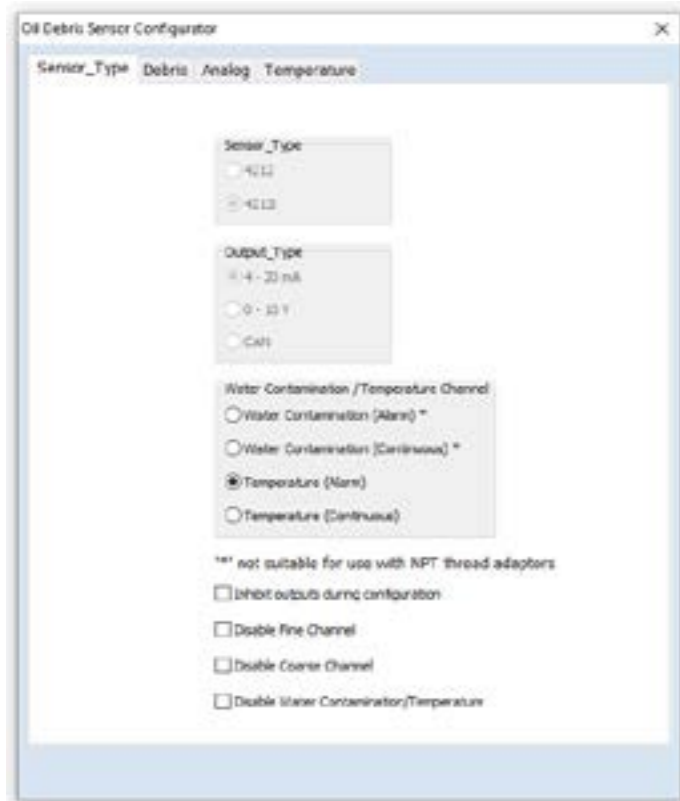 Oil Debris Sensor Configurator
Sensor_Type Debris Analog Temperature
Sensor_Type
4212
Output_Type
4 - 20 mA
0 - 10 V
CAN
Water Contamination /Temperature Channel
Water Contamination (Alarm) *
Water Contamination (Continuous) *
Temperature (Alarm)
Temperature (Continuous)
"*" not suitable for use with NPT thread adaptors
Inhibit outputs during configuration
Disable Fine Channel
Disable Coarse Channel
Disable Water Contamination/Temperature